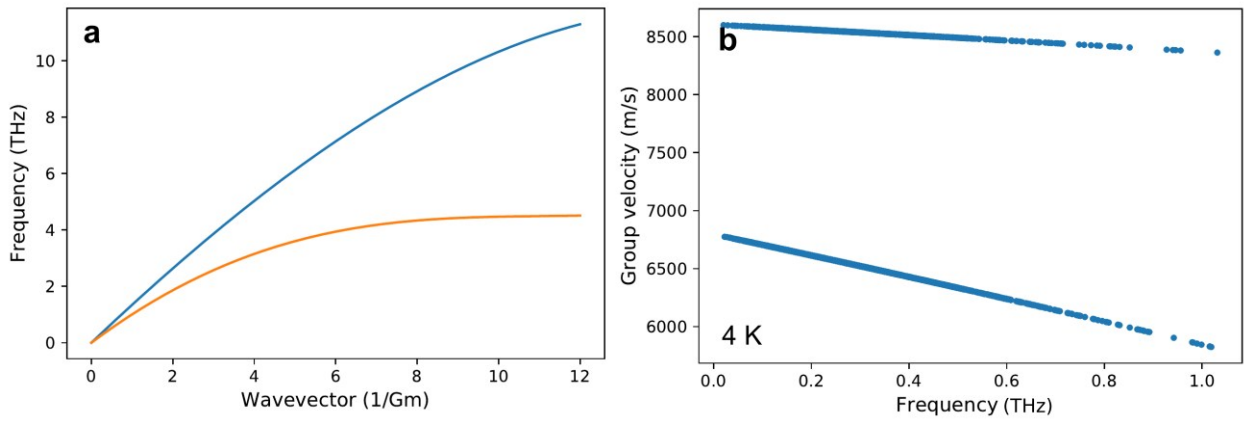 a
10
8
6
4
2
0
Frequency (THz)
0 2 4 6 8 10 12
Wavevector (1/Gm)
b
8500
8000
7500
7000
6500
6000
Group velocity (m/s)
4 K
0.0 0.2 0.4 0.6 0.8 1.0
Frequency (THz)